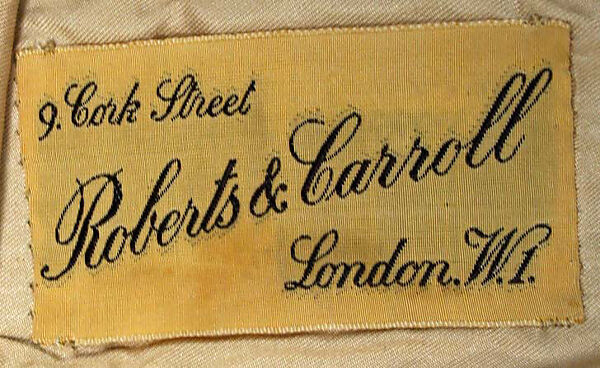 9. Cork Street
Roberts & Carroll
London. W.1.